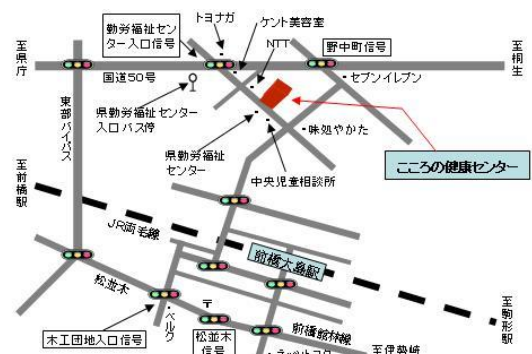 トヨナガ
勤労福祉セン
ター入口信号
ケント美容室
NTT
野中町信号
至県庁
至桐生
国道50号
セブンイレブン
東部バイパス
県勤労福祉センター
入口バス停
味処やかた
県勤労福祉
センター
中央児童相談所
こころの健康センター
至前橋駅
JR両毛線
前橋大島駅
松並木
ベルク
木工団地入口信号
松並木
信号
前橋館林線
至駒形駅
至伊勢崎